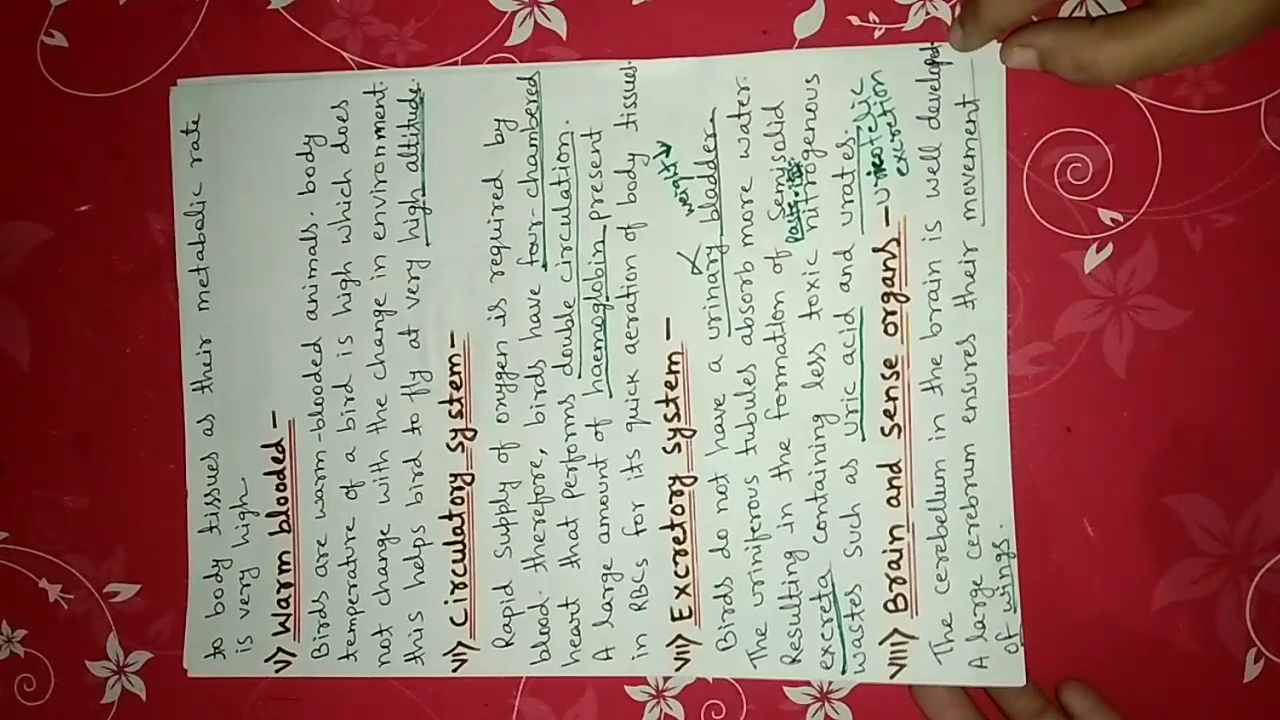 to body tissues as their metabolic rate
is very high
V) Warm blooded -
Birds are warm-blooded animals. body
temperature of a bird is high which does
not change with the change in environment.
this helps bird to fly at very high altitude.
VI) Circulatory system -
Rapid supply of oxygen is required by
blood. therefore, birds have four-chambered
heart that performs double circulation.
A large amount of haemoglobin present
in RBCs for its quick aeration of body tissues.
VII) Excretory system -
weight ↓
Birds do not have a urinary bladder.
The uriniferous tubules absorb more water.
Resulting in the formation of Semisolid
excreta containing less toxic nitrogenous
wastes such as uric acid and urates.
VIII) Brain and sense organs - uricotelic
excretion
The cerebellum in the brain is well developed.
A large cerebrum ensures their movement
of wings.